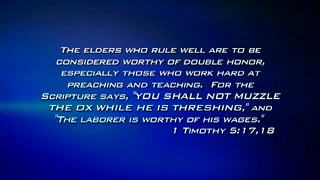 The elders who rule well are to be
considered worthy of double honor,
especially those who work hard at
preaching and teaching. For the
Scripture says, "YOU SHALL NOT MUZZLE
THE OX WHILE HE IS THRESHING," and
"The laborer is worthy of his wages."
1 Timothy 5:17,18